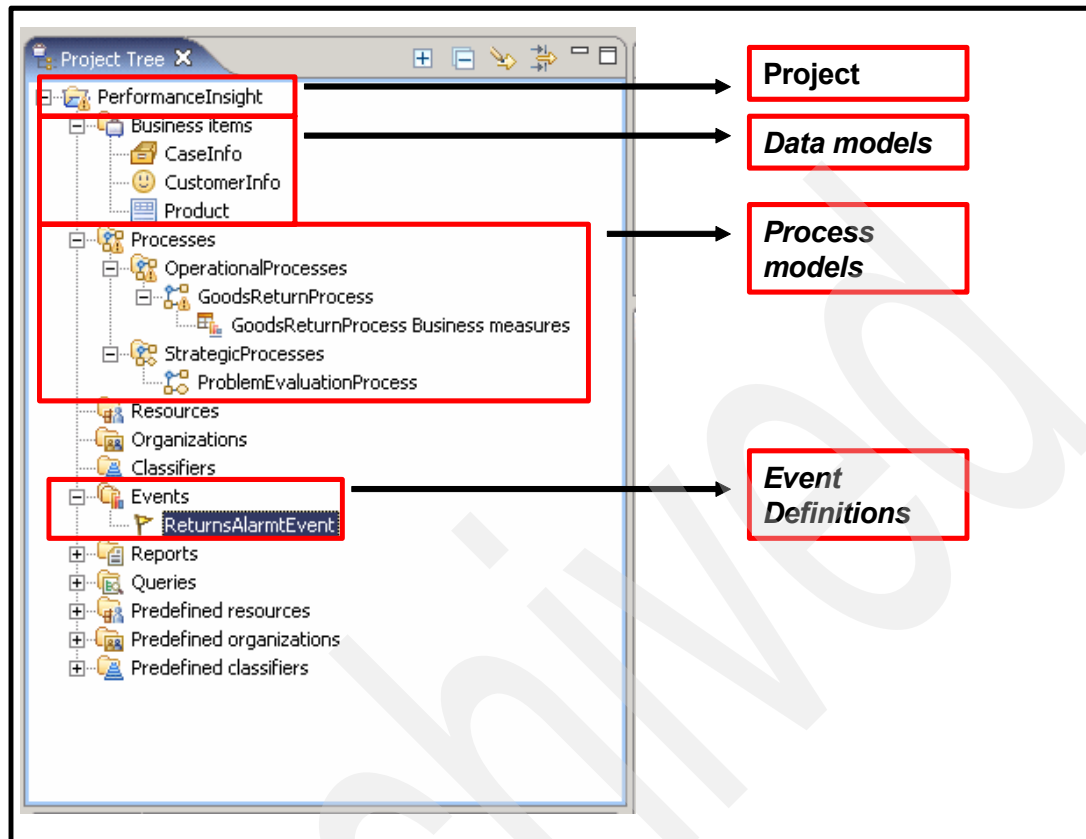 Project Tree
PerformanceInsight
Business items
CaseInfo
CustomerInfo
Product
Processes
OperationalProcesses
GoodsReturnProcess
GoodsReturnProcess Business measures
StrategicProcesses
ProblemEvaluationProcess
Resources
Organizations
Classifiers
Events
ReturnsAlarmtEvent
Reports
Queries
Predefined resources
Predefined organizations
Predefined classifiers
Project
Data models
Process
models
Event
Definitions